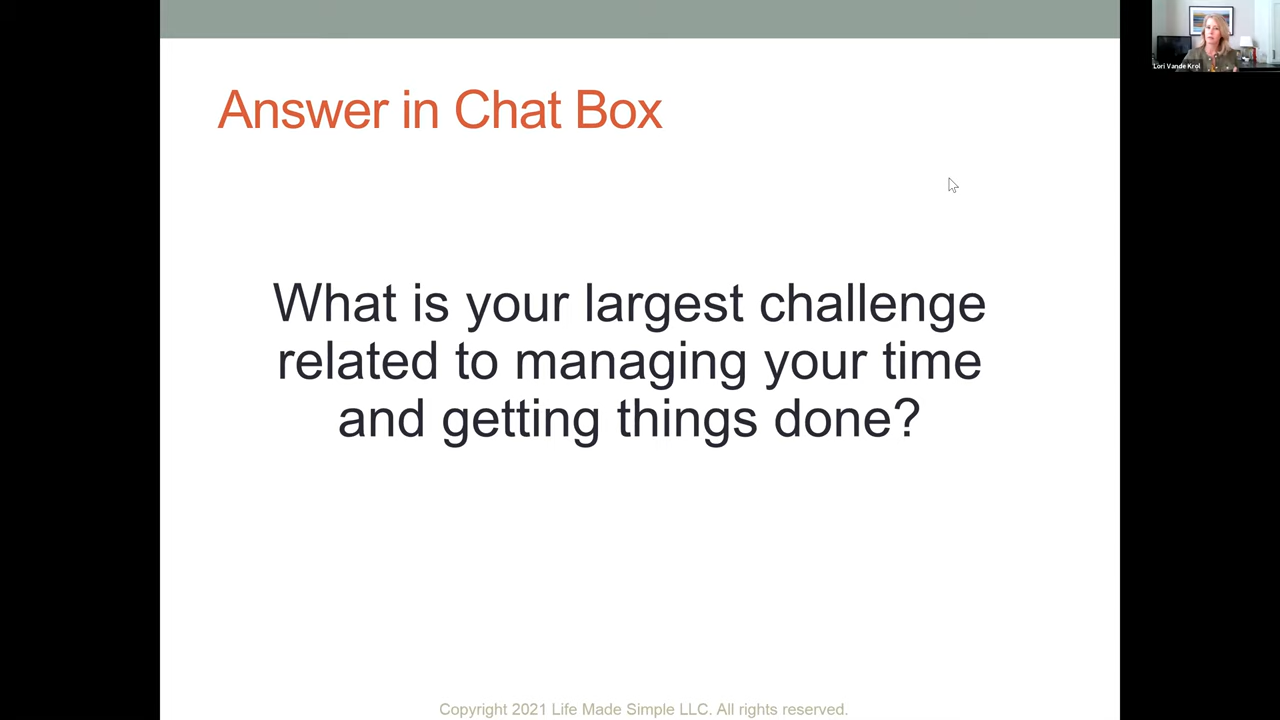 Answer in Chat Box
Lori Vande Krol
What is your largest challenge
related to managing your time
and getting things done?
Copyright 2021 Life Made Simple LLC. All rights reserved.